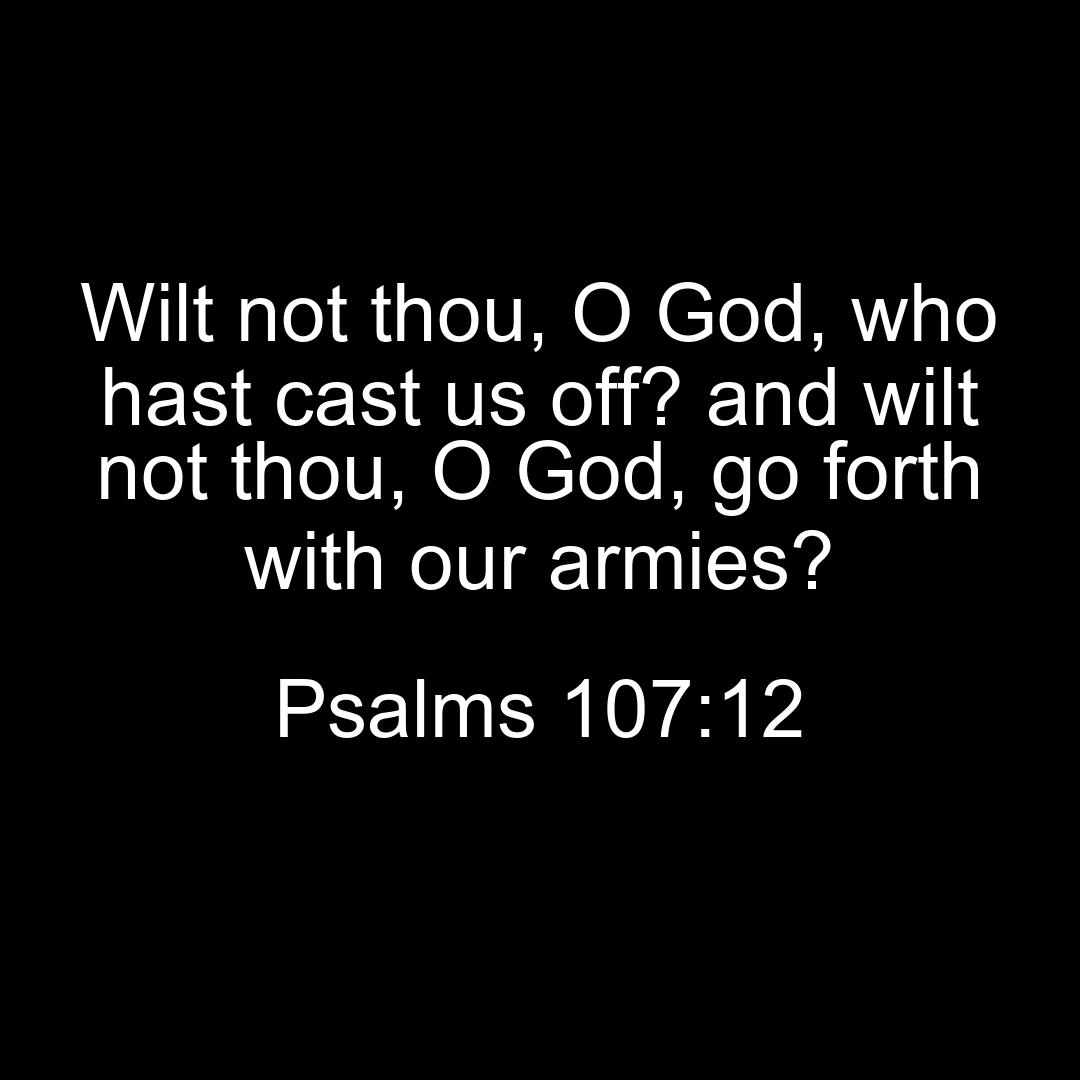 Wilt not thou, O God, who
hast cast us off? and wilt
not thou, O God, go forth
with our armies?
Psalms 107:12